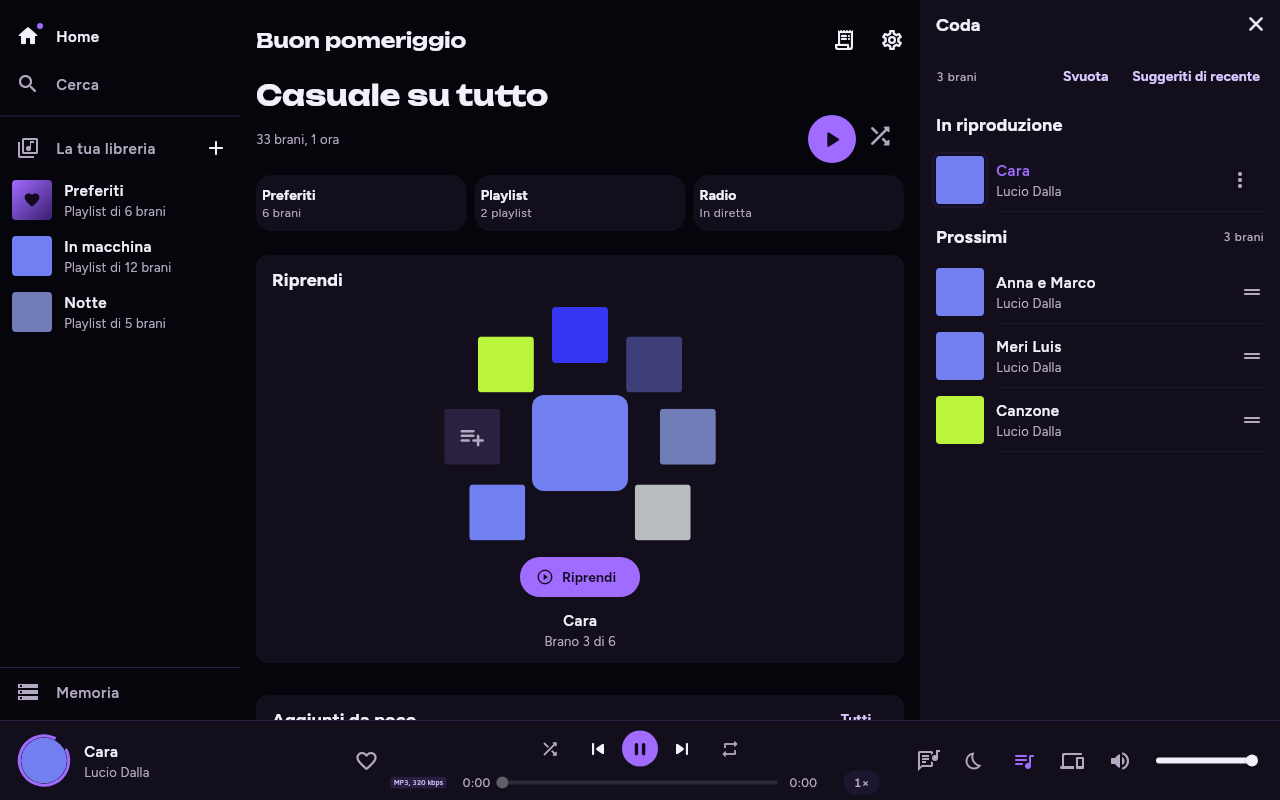 Home
Cerca
La tua libreria
Preferiti
Playlist di 6 brani
In macchina
Playlist di 12 brani
Notte
Playlist di 5 brani
Memoria
Buon pomeriggio
Casuale su tutto
33 brani, 1 ora
Preferiti
6 brani
Playlist
2 playlist
Radio
In diretta
Riprendi
Riprendi
Cara
Brano 3 di 6
Aggiunti da poco
Tutti
Coda
3 brani
Svuota
Suggeriti di recente
In riproduzione
Cara
Lucio Dalla
Prossimi
3 brani
Anna e Marco
Lucio Dalla
Meri Luis
Lucio Dalla
Canzone
Lucio Dalla
Cara
Lucio Dalla
MP3, 320 kbps
0:00
0:00
1×